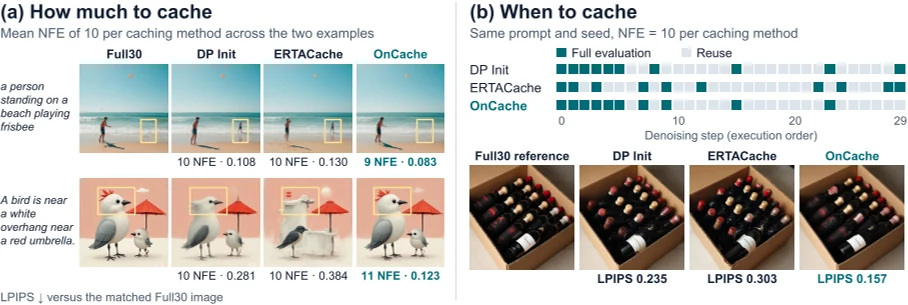 (a) How much to cache
Mean NFE of 10 per caching method across the two examples
Full30 DP Init ERTACache OnCache
a person
standing on a
beach playing
frisbee
10 NFE · 0.108 10 NFE · 0.130 9 NFE · 0.083
A bird is near
a white
overhang near
a red umbrella.
10 NFE · 0.281 10 NFE · 0.384 11 NFE · 0.123
LPIPS ↓ versus the matched Full30 image
(b) When to cache
Same prompt and seed, NFE = 10 per caching method
Full evaluation Reuse
DP Init
ERTACache
OnCache
0 10 20 29
Denoising step (execution order)
Full30 reference DP Init ERTACache OnCache
LPIPS 0.235 LPIPS 0.303 LPIPS 0.157